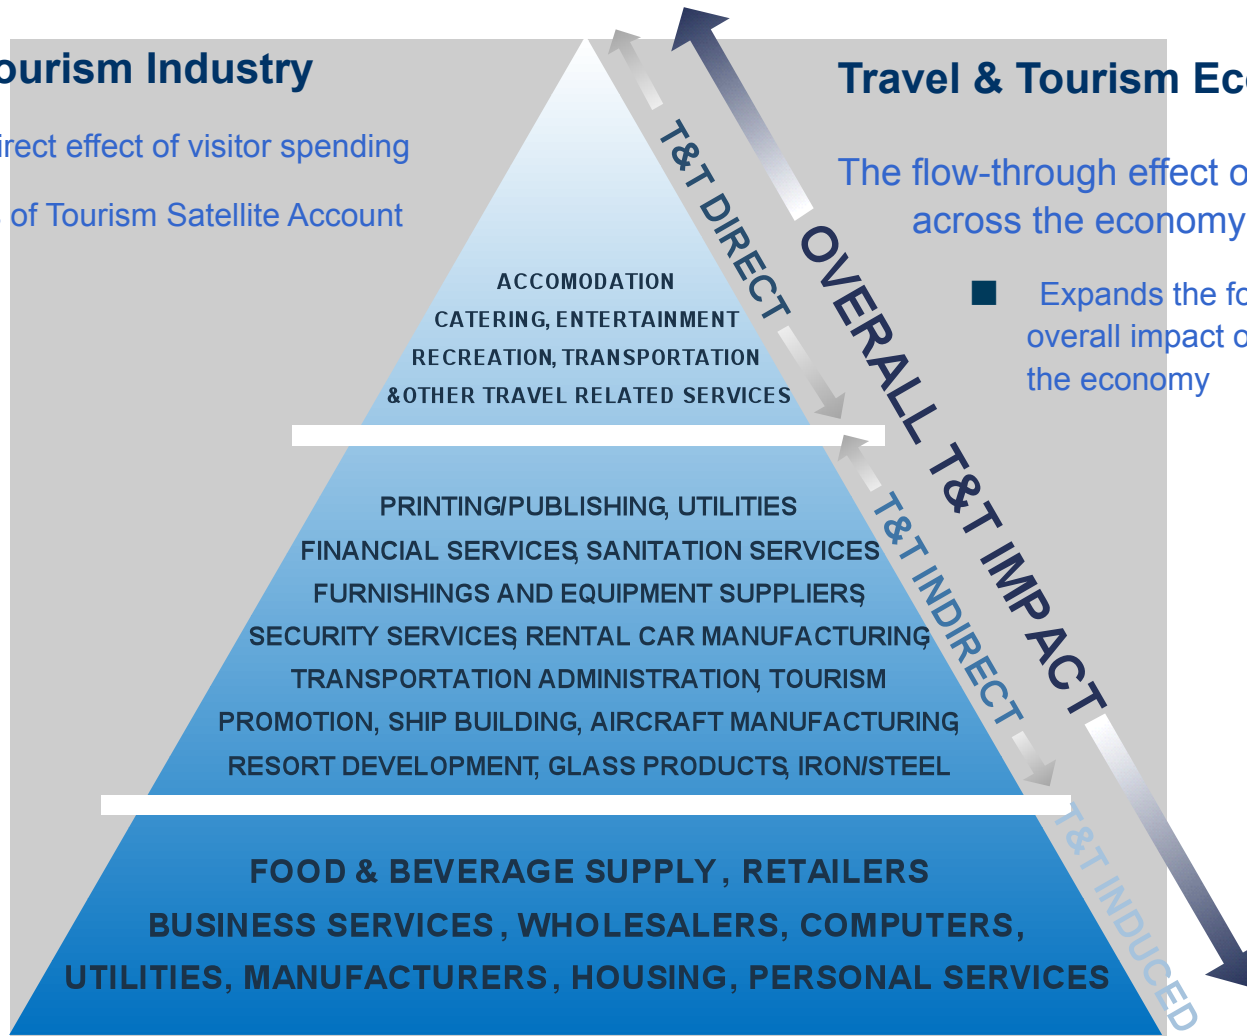 ourism Industry
irect effect of visitor spending
of Tourism Satellite Account
Travel & Tourism Eco
The flow-through effect o
across the economy
■ Expands the fo
overall impact o
the economy
T&T DIRECT
OVERALL T&T IMPACT
T&T INDIRECT
T&T INDUCED
ACCOMODATION
CATERING, ENTERTAINMENT
RECREATION, TRANSPORTATION
&OTHER TRAVEL RELATED SERVICES
PRINTING/PUBLISHING, UTILITIES
FINANCIAL SERVICES, SANITATION SERVICES
FURNISHINGS AND EQUIPMENT SUPPLIERS,
SECURITY SERVICES, RENTAL CAR MANUFACTURING,
TRANSPORTATION ADMINISTRATION, TOURISM
PROMOTION, SHIP BUILDING, AIRCRAFT MANUFACTURING,
RESORT DEVELOPMENT, GLASS PRODUCTS, IRON/STEEL
FOOD & BEVERAGE SUPPLY, RETAILERS
BUSINESS SERVICES, WHOLESALERS, COMPUTERS,
UTILITIES, MANUFACTURERS, HOUSING, PERSONAL SERVICES